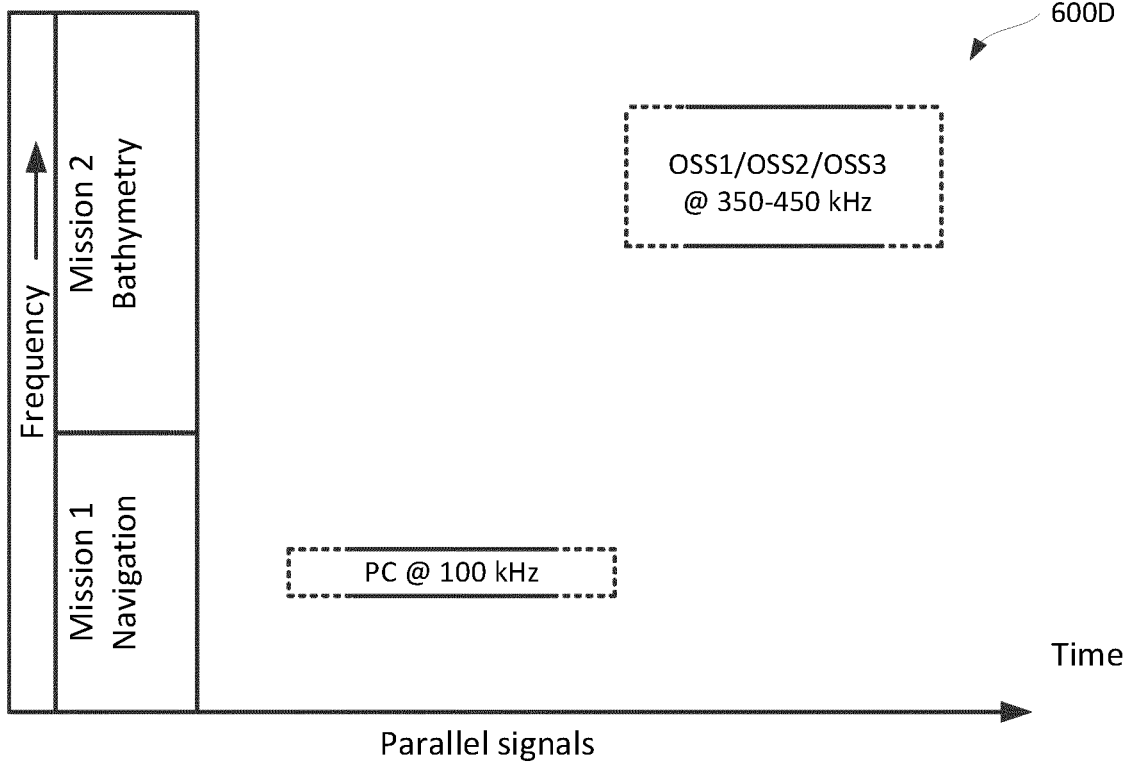 600D
Frequency
Mission 2
Bathymetry
OSS1/OSS2/OSS3
@ 350-450 kHz
Mission 1
Navigation
PC @ 100 kHz
Time
Parallel signals